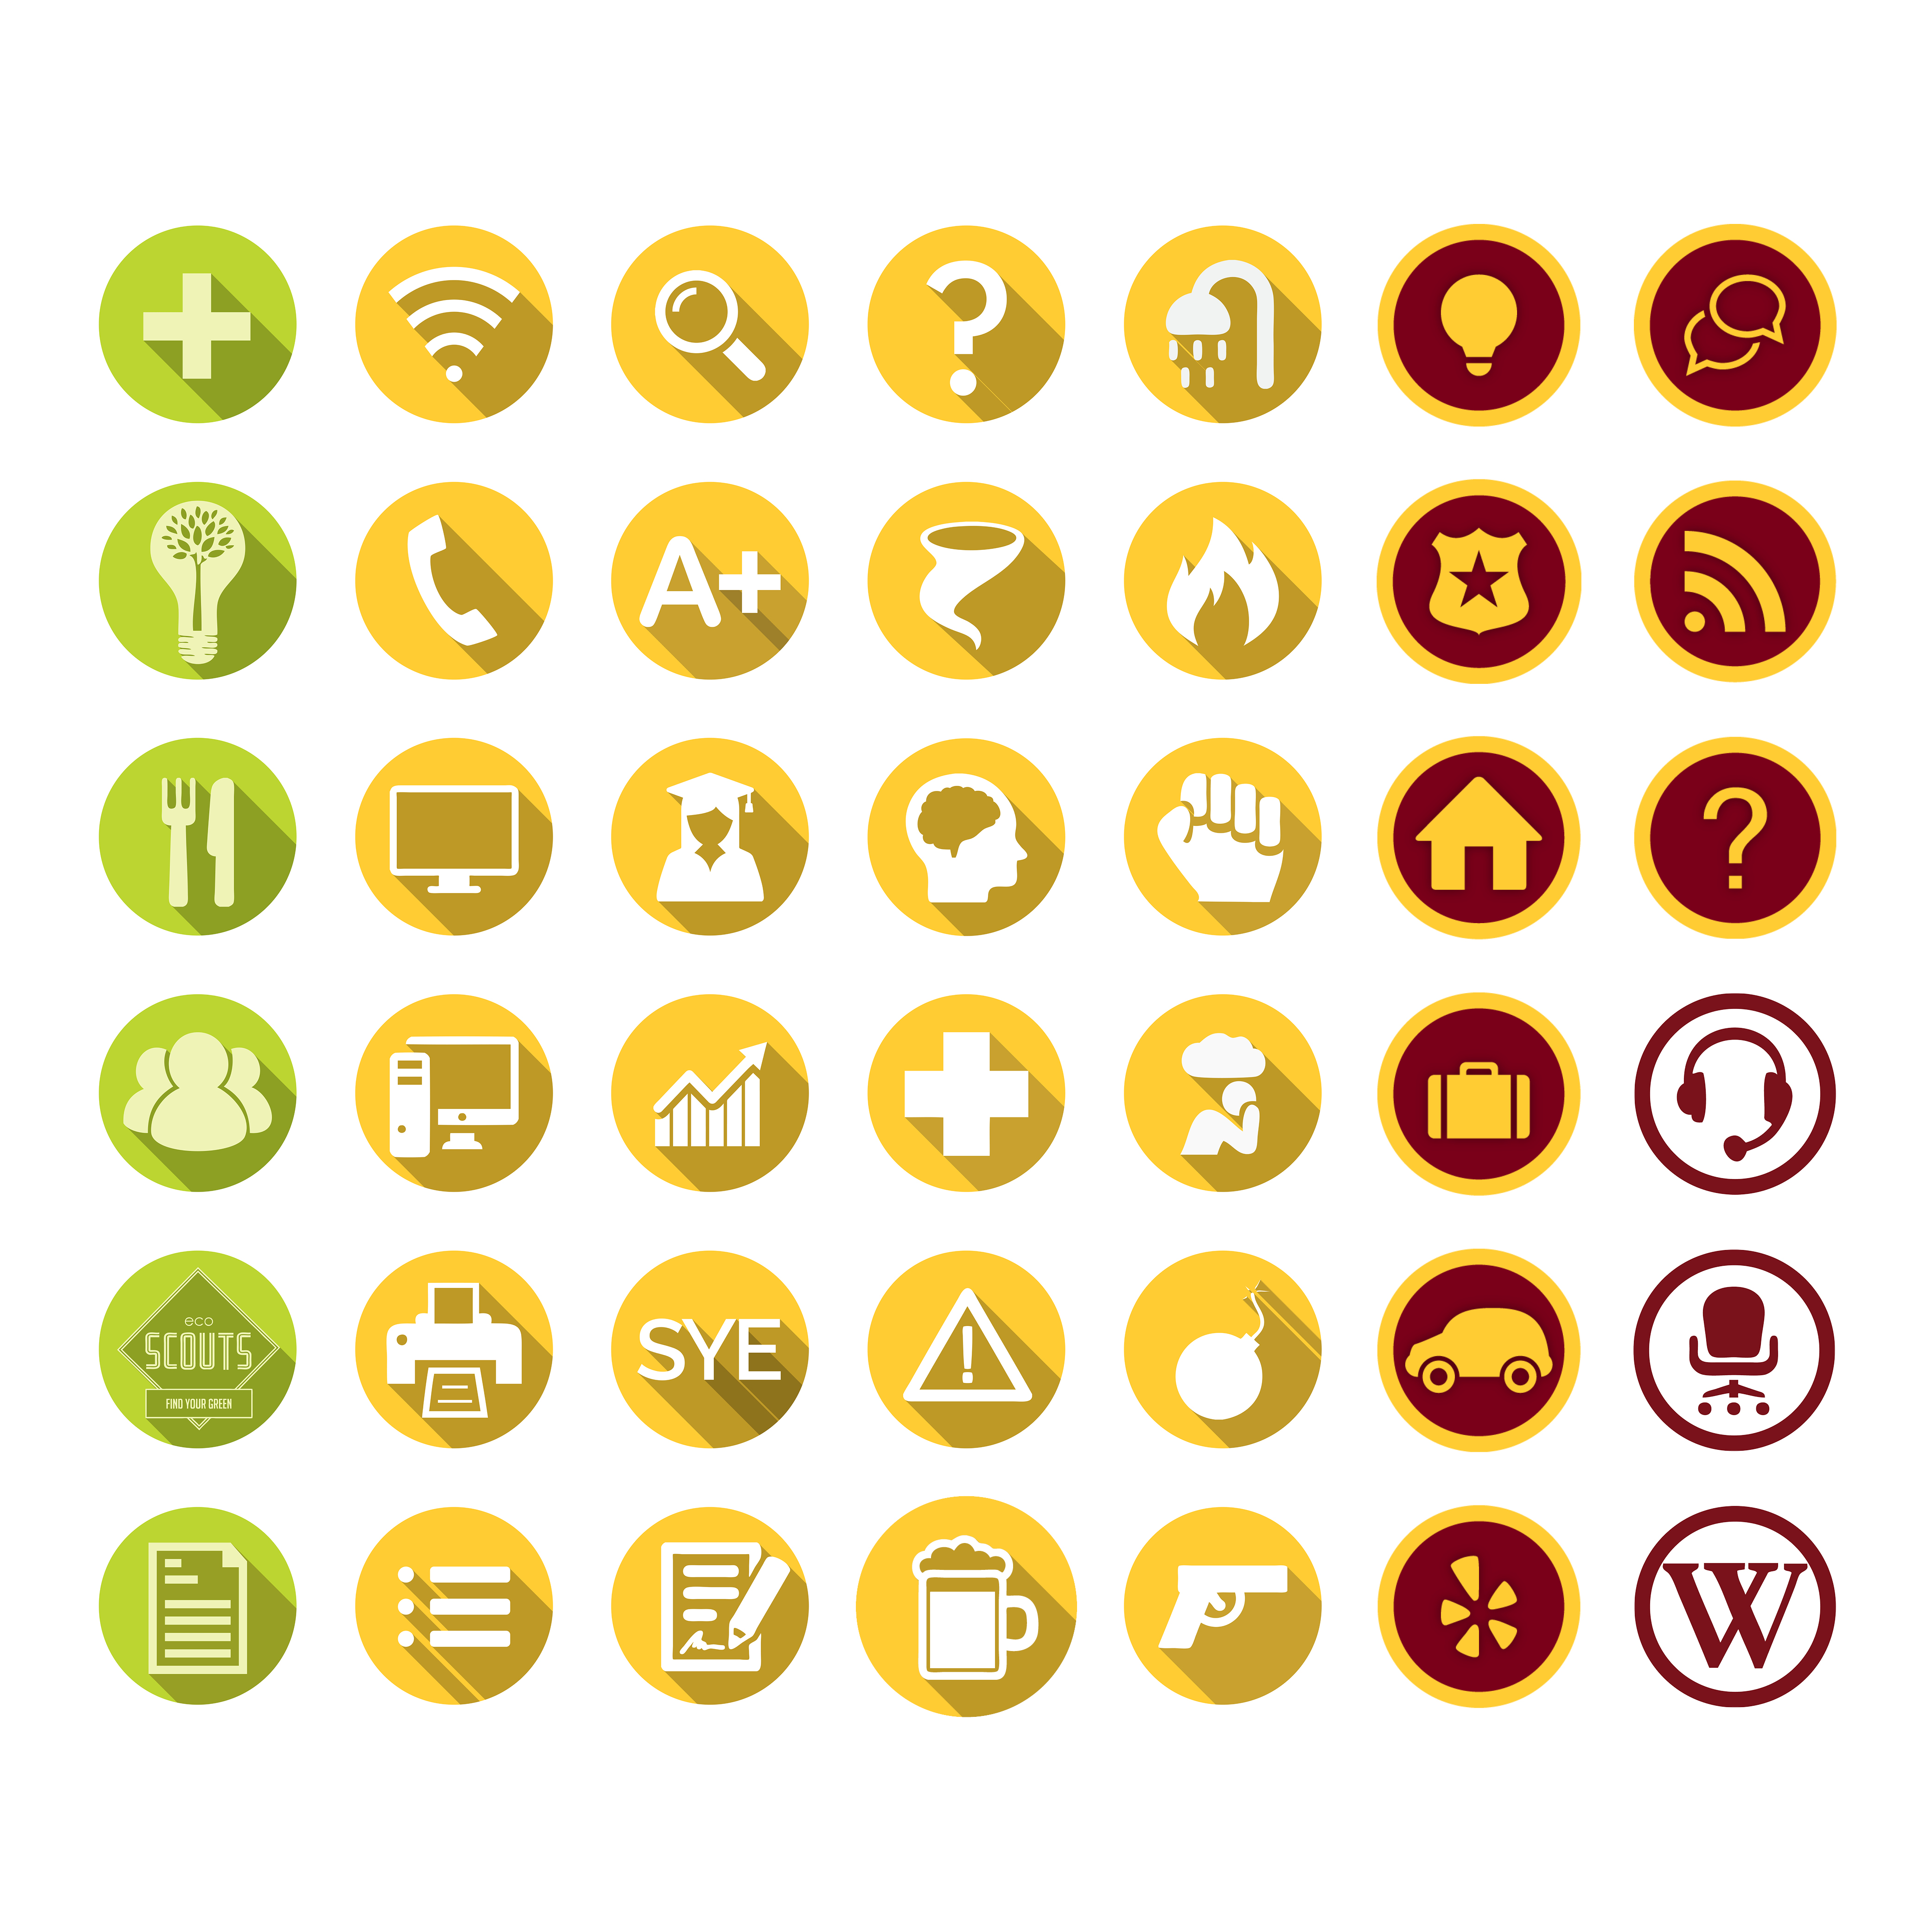 ?
A+
?
eco
SCOUTS
FIND YOUR GREEN
SYE
!
W